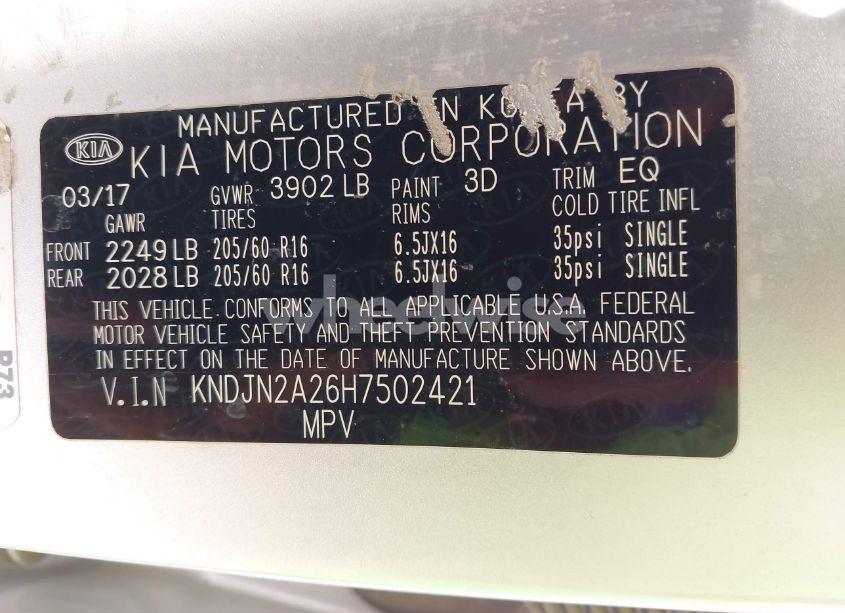 MANUFACTURED IN KOREA BY
KIA KIA MOTORS CORPORATION
03/17 GVWR 3902 LB PAINT 3D TRIM EQ
GAWR TIRES RIMS COLD TIRE INFL
FRONT 2249 LB 205/60 R16 6.5JX16 35psi SINGLE
REAR 2028 LB 205/60 R16 6.5JX16 35psi SINGLE
THIS VEHICLE CONFORMS TO ALL APPLICABLE U.S.A. FEDERAL
MOTOR VEHICLE SAFETY AND THEFT PREVENTION STANDARDS
IN EFFECT ON THE DATE OF MANUFACTURE SHOWN ABOVE.
V.I.N KNDJN2A26H7502421
MPV
wheelwise
P73